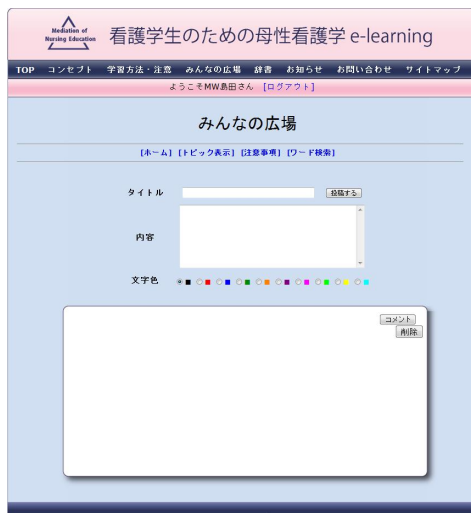 Mediation of
Nursing Education
看護学生のための母性看護学 e-learning
TOP コンセプト 学習方法・注意 みんなの広場 辞書 お知らせ お問い合わせ サイトマップ
ようこそMW島田さん [ログアウト]
みんなの広場
[ホーム] [トピック表示] [注意事項] [ワード検索]
タイトル 投稿する
内容
文字色
コメント
削除